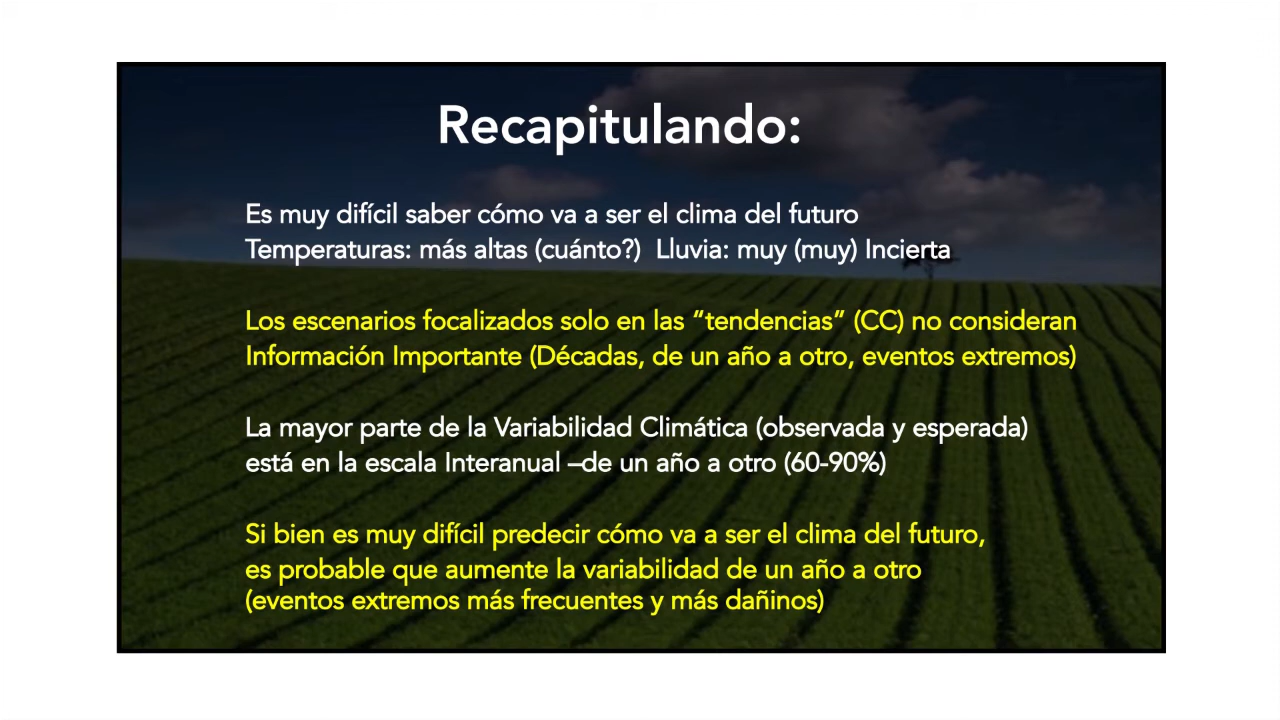 Recapitulando:
Es muy difícil saber cómo va a ser el clima del futuro
Temperaturas: más altas (cuánto?) Lluvia: muy (muy) Incierta
Los escenarios focalizados solo en las “tendencias” (CC) no consideran
Información Importante (Décadas, de un año a otro, eventos extremos)
La mayor parte de la Variabilidad Climática (observada y esperada)
está en la escala Interanual –de un año a otro (60-90%)
Si bien es muy difícil predecir cómo va a ser el clima del futuro,
es probable que aumente la variabilidad de un año a otro
(eventos extremos más frecuentes y más dañinos)